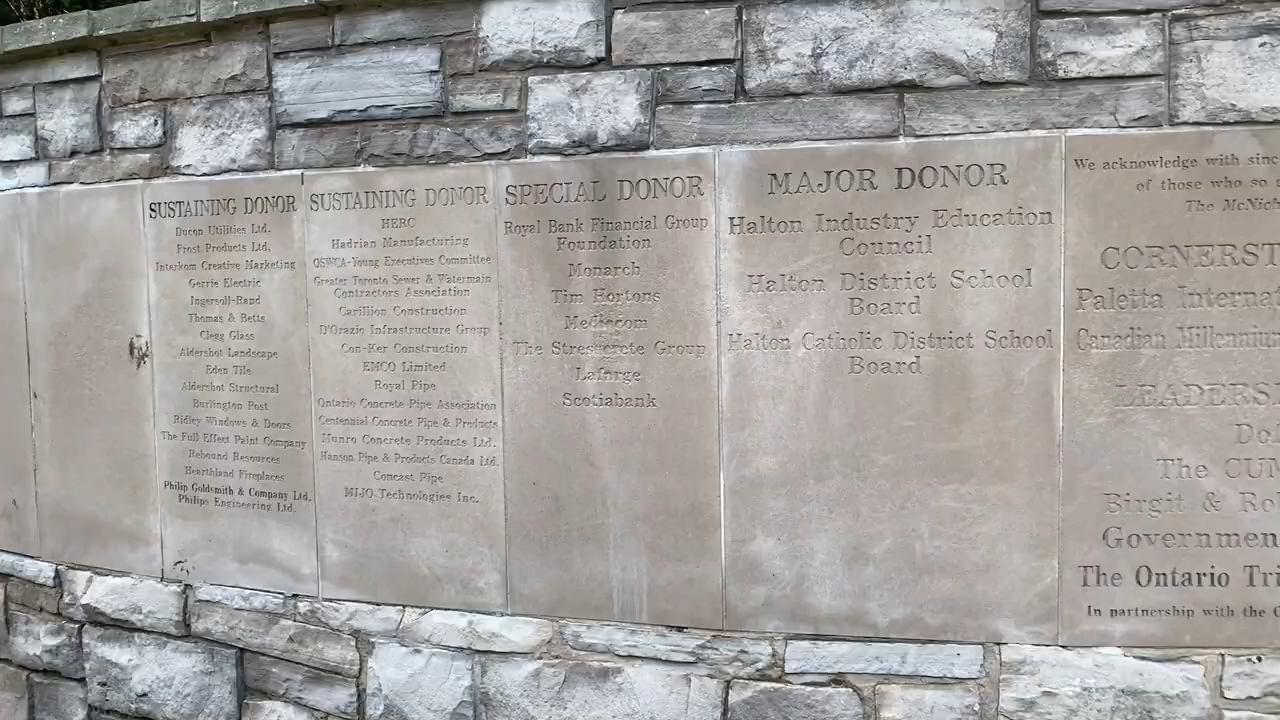 SUSTAINING DONOR
Ducon Utilities Ltd.
Frost Products Ltd.
Interkom Creative Marketing
Gerrie Electric
Ingersoll-Rand
Thomas & Betts
Clegg Glass
Aldershot Landscape
Eden Tile
Aldershot Structural
Burlington Post
Ridley Windows & Doors
The Full Effect Paint Company
Rebound Resources
Hearthland Fireplaces
Philip Goldsmith & Company Ltd.
Philips Engineering Ltd.
SUSTAINING DONOR
HERC
Hadrian Manufacturing
OSWCA-Young Executives Committee
Greater Toronto Sewer & Watermain
Contractors Association
Carillion Construction
D'Orazio Infrastructure Group
Con-Ker Construction
EMCO Limited
Royal Pipe
Ontario Concrete Pipe Association
Centennial Concrete Pipe & Products
Munro Concrete Products Ltd.
Hanson Pipe & Products Canada Ltd.
Concast Pipe
MIJO Technologies Inc.
SPECIAL DONOR
Royal Bank Financial Group
Foundation
Monarch
Tim Hortons
Medicom
The Stresscrete Group
Lafarge
Scotiabank
MAJOR DONOR
Halton Industry Education
Council
Halton District School
Board
Halton Catholic District School
Board
We acknowledge with sinc
of those who so
The McNich
CORNERST
Paletta Internat
Canadian Millennium
LEADERS
Do
The CUM
Birgit & Ro
Governmen
The Ontario Tri
In partnership with the